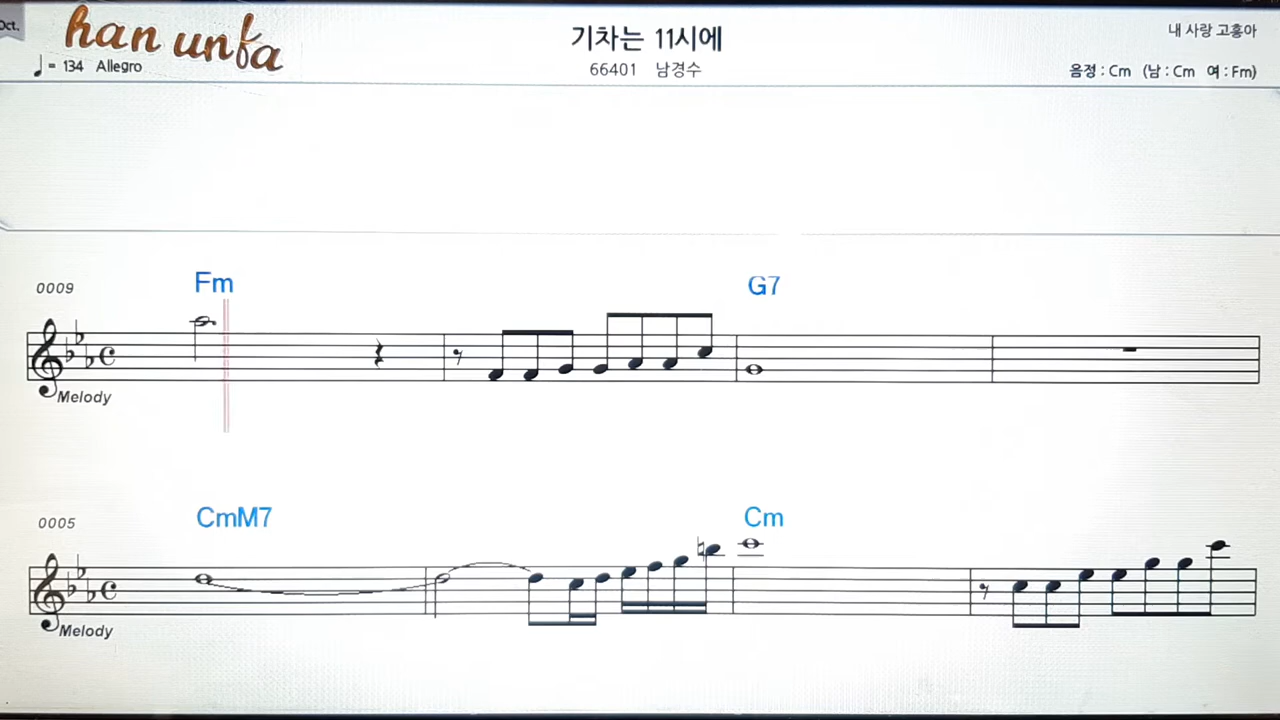 Oct.
han unfa
= 134 Allegro
기차는 11시에
66401 남경수
내 사랑 고흥아
음정 : Cm (남 : Cm 여 : Fm)
0009
Fm
G7
Melody
0005
CmM7
Cm
Melody